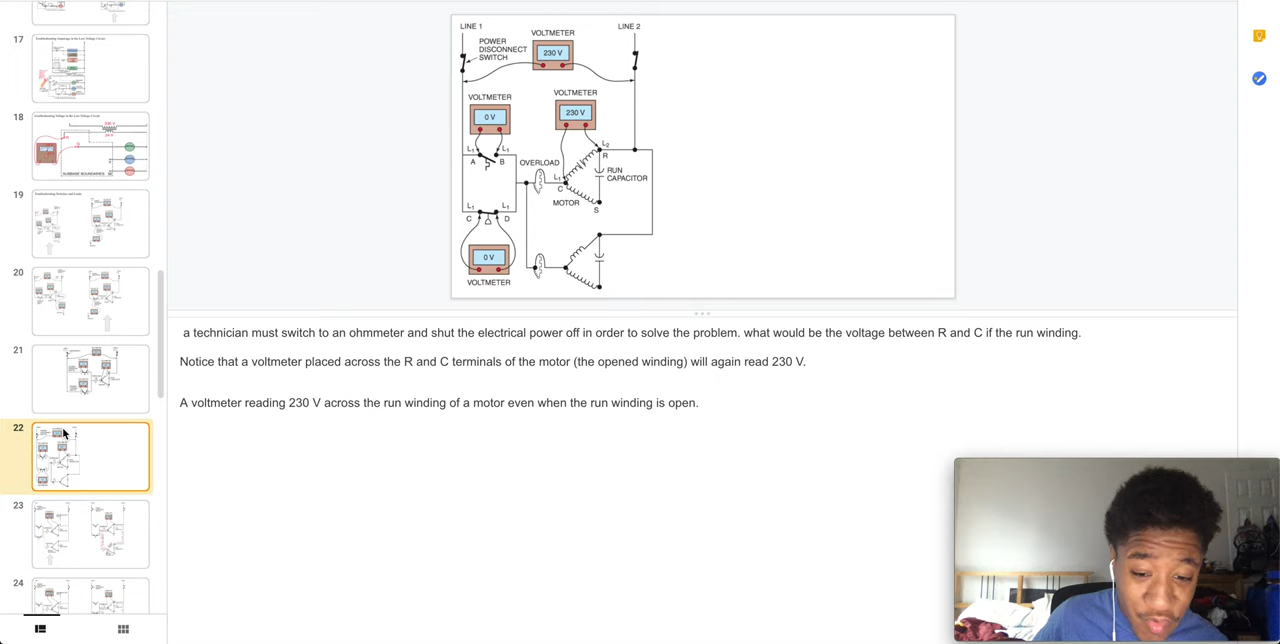 17
Troubleshooting Amperage in the Low Voltage Circuit
18
Troubleshooting Voltage in the Low Voltage Circuit
230 V
24 V
SUBBASE BOUNDARIES
19
Troubleshooting Switches and Loads
20
21
22
23
24
LINE 1
LINE 2
POWER
DISCONNECT
SWITCH
VOLTMETER
230 V
VOLTMETER
0 V
VOLTMETER
230 V
L1
L1
A
B
L2
R
OVERLOAD
L1
C
RUN
CAPACITOR
MOTOR
S
L1
L1
C
D
0 V
VOLTMETER
a technician must switch to an ohmmeter and shut the electrical power off in order to solve the problem. what would be the voltage between R and C if the run winding.
Notice that a voltmeter placed across the R and C terminals of the motor (the opened winding) will again read 230 V.
A voltmeter reading 230 V across the run winding of a motor even when the run winding is open.